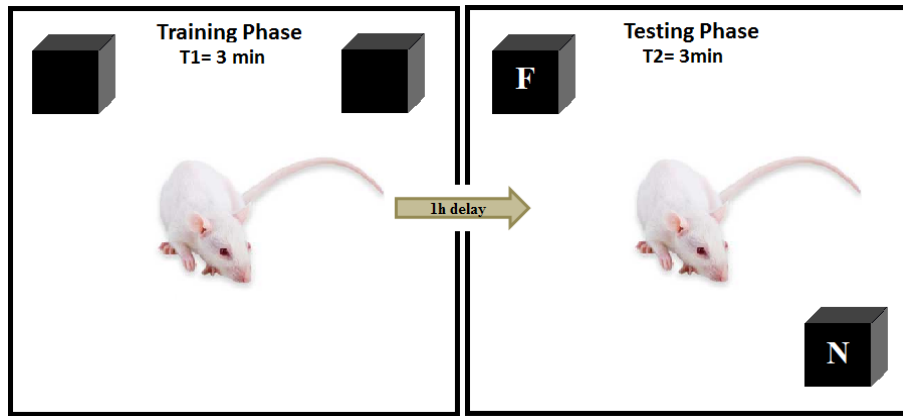 Training Phase
T1= 3 min
1h delay
Testing Phase
T2= 3min
F
N